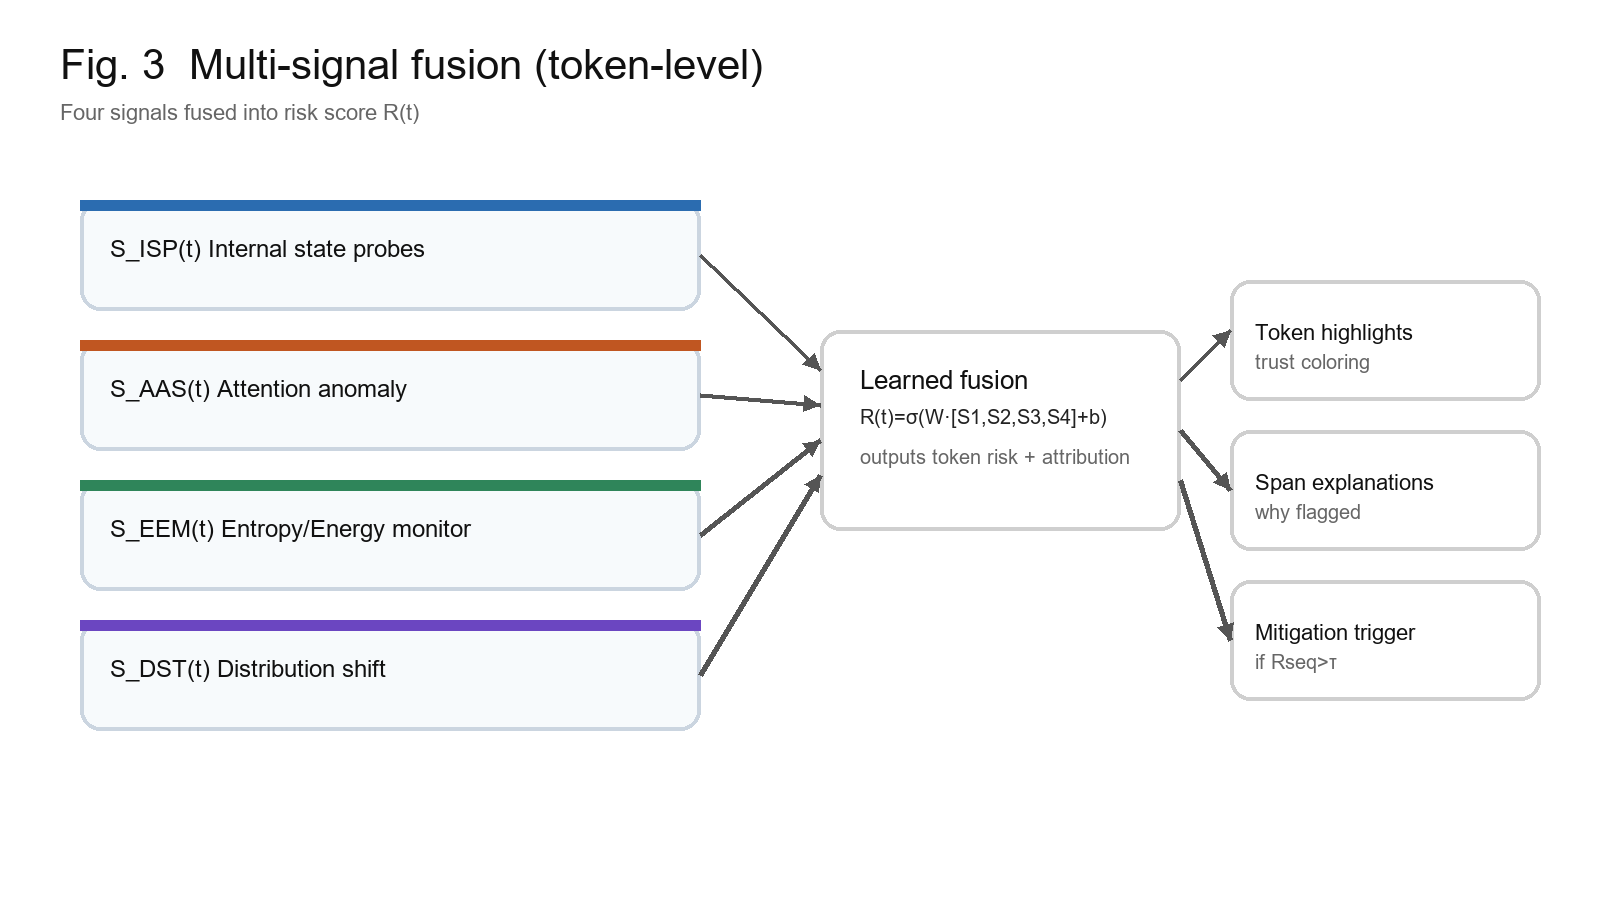 Fig. 3  Multi-signal fusion (token-level)
Four signals fused into risk score R(t)
S_ISP(t) Internal state probes
S_AAS(t) Attention anomaly
S_EEM(t) Entropy/Energy monitor
S_DST(t) Distribution shift
Learned fusion
R(t)=σ(W·[S1,S2,S3,S4]+b)
outputs token risk + attribution
Token highlights
trust coloring
Span explanations
why flagged
Mitigation trigger
if Rseq>τ